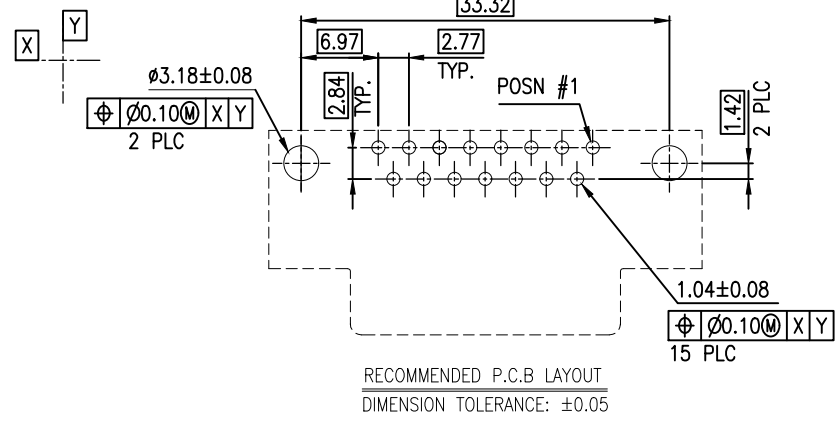 33.32
Y
X
6.97
2.77
TYP.
ø3.18±0.08
2.84
TYP.
POSN #1
1.42
2 PLC
⌖ Ø0.10Ⓜ X Y
2 PLC
1.04±0.08
⌖ Ø0.10Ⓜ X Y
15 PLC
RECOMMENDED P.C.B LAYOUT
DIMENSION TOLERANCE: ±0.05